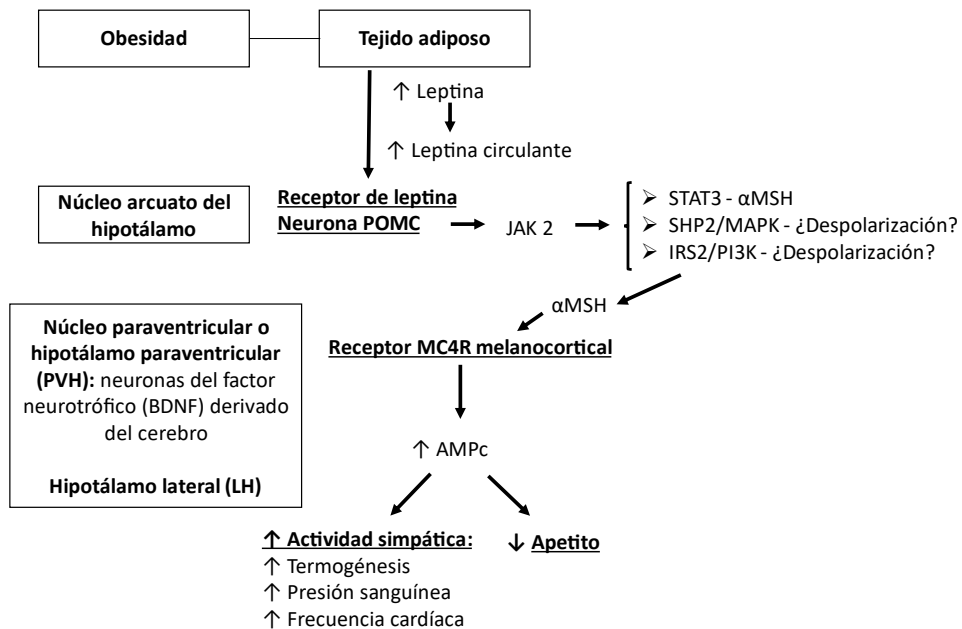 Obesidad
Tejido adiposo
↑ Leptina
↑ Leptina circulante
Núcleo arcuato del
hipotálamo
Receptor de leptina
Neurona POMC
JAK 2
➤ STAT3 - αMSH
➤ SHP2/MAPK - ¿Despolarización?
➤ IRS2/PI3K - ¿Despolarización?
αMSH
Receptor MC4R melanocortical
Núcleo paraventricular o
hipotálamo paraventricular
(PVH): neuronas del factor
neurotrófico (BDNF) derivado
del cerebro
Hipotálamo lateral (LH)
↑ AMPc
↑ Actividad simpática:
↑ Termogénesis
↑ Presión sanguínea
↑ Frecuencia cardíaca
↓ Apetito